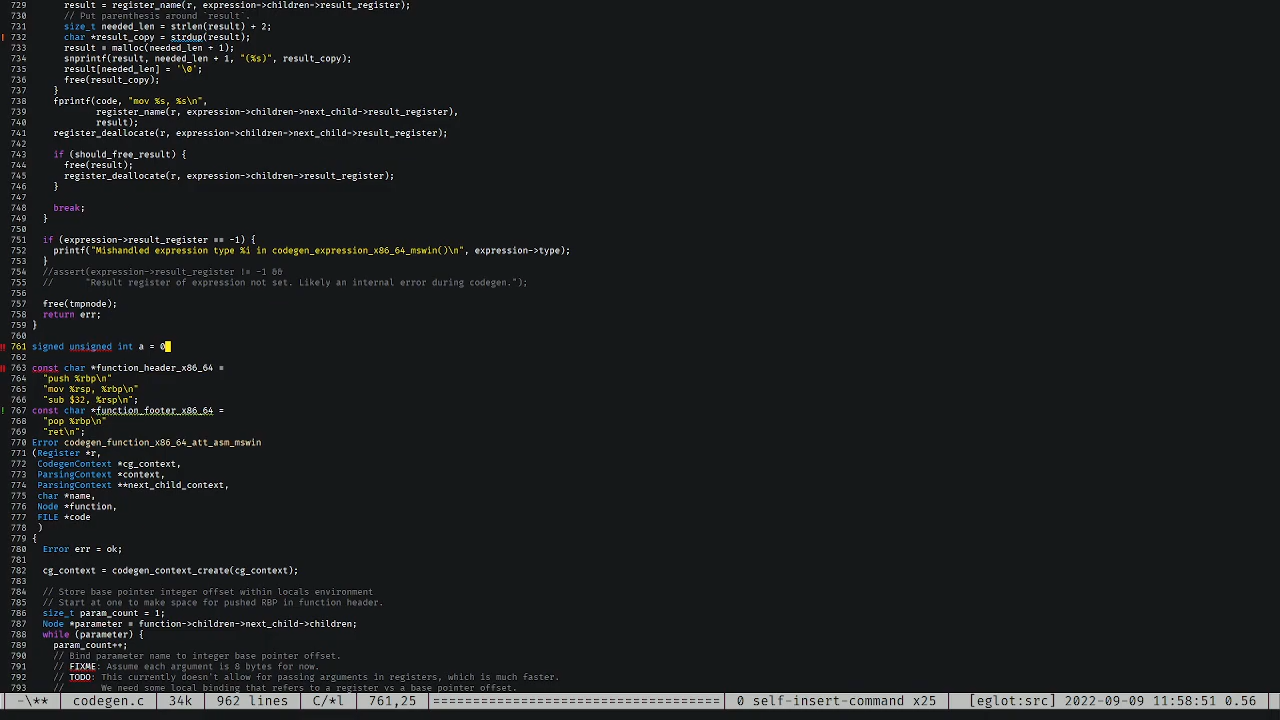 729       result = register_name(r, expression->children->result_register);
730       // Put parenthesis around `result`.
731       size_t needed_len = strlen(result) + 2;
! 732       char *result_copy = strdup(result);
733       result = malloc(needed_len + 1);
734       snprintf(result, needed_len + 1, "(%s)", result_copy);
735       result[needed_len] = '\0';
736       free(result_copy);
737     }
738     fprintf(code, "mov %s, %s\n",
739             register_name(r, expression->children->next_child->result_register),
740             result);
741     register_deallocate(r, expression->children->next_child->result_register);
742
743     if (should_free_result) {
744       free(result);
745       register_deallocate(r, expression->children->result_register);
746     }
747
748     break;
749   }
750
751   if (expression->result_register == -1) {
752     printf("Mishandled expression type %i in codegen_expression_x86_64_mswin()\n", expression->type);
753   }
754   //assert(expression->result_register != -1 &&
755   //      "Result register of expression not set. Likely an internal error during codegen.");
756
757   free(tmpnode);
758   return err;
759 }
760
!! 761 signed unsigned int a = 0
762
!! 763 const char *function_header_x86_64 =
764   "push %rbp\n"
765   "mov %rsp, %rbp\n"
766   "sub $32, %rsp\n";
! 767 const char *function_footer_x86_64 =
768   "pop %rbp\n"
769   "ret\n";
770 Error codegen_function_x86_64_att_asm_mswin
771 (Register *r,
772  CodegenContext *cg_context,
773  ParsingContext *context,
774  ParsingContext **next_child_context,
775  char *name,
776  Node *function,
777  FILE *code
778  )
779 {
780   Error err = ok;
781
782   cg_context = codegen_context_create(cg_context);
783
784   // Store base pointer integer offset within locals environment
785   // Start at one to make space for pushed RBP in function header.
786   size_t param_count = 1;
787   Node *parameter = function->children->next_child->children;
788   while (parameter) {
789     param_count++;
790     // Bind parameter name to integer base pointer offset.
791     // FIXME: Assume each argument is 8 bytes for now.
792     // TODO: This currently doesn't allow for passing arguments in registers, which is much faster.
793     //       We need some local binding that refers to a register vs a base pointer offset.
-\** codegen.c 34k 962 lines C/*l 761,25 ================================== 0 self-insert-command x25 [eglot:src] 2022-09-09 11:58:51 0.56